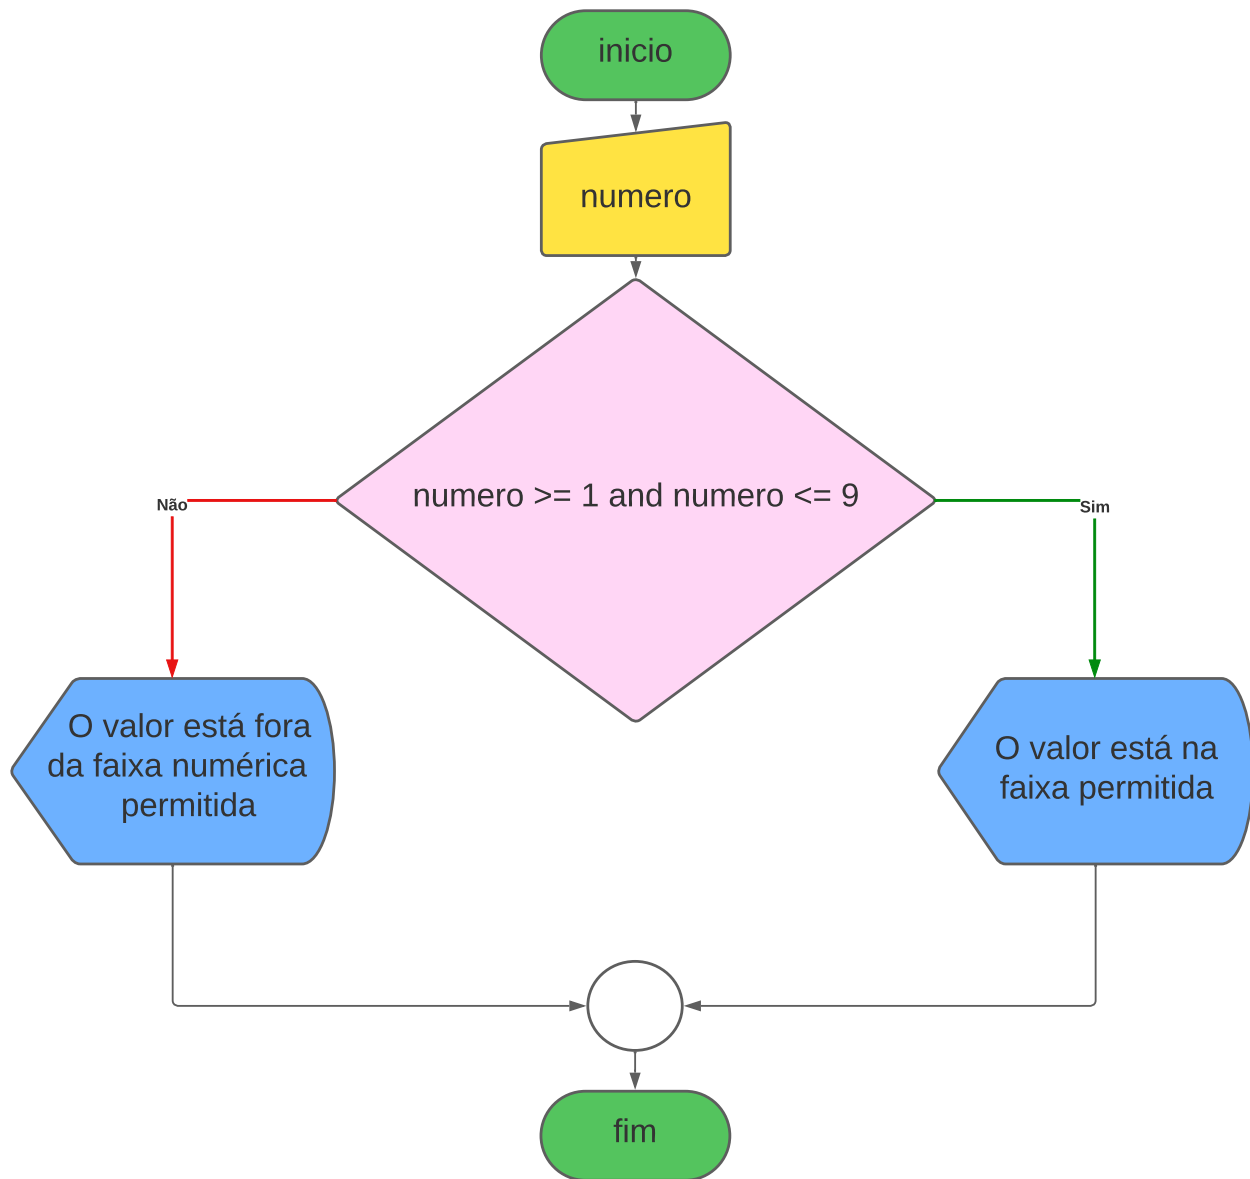 inicio
numero
numero >= 1 and numero <= 9
Não
Sim
O valor está fora
da faixa numérica
permitida
O valor está na
faixa permitida
fim